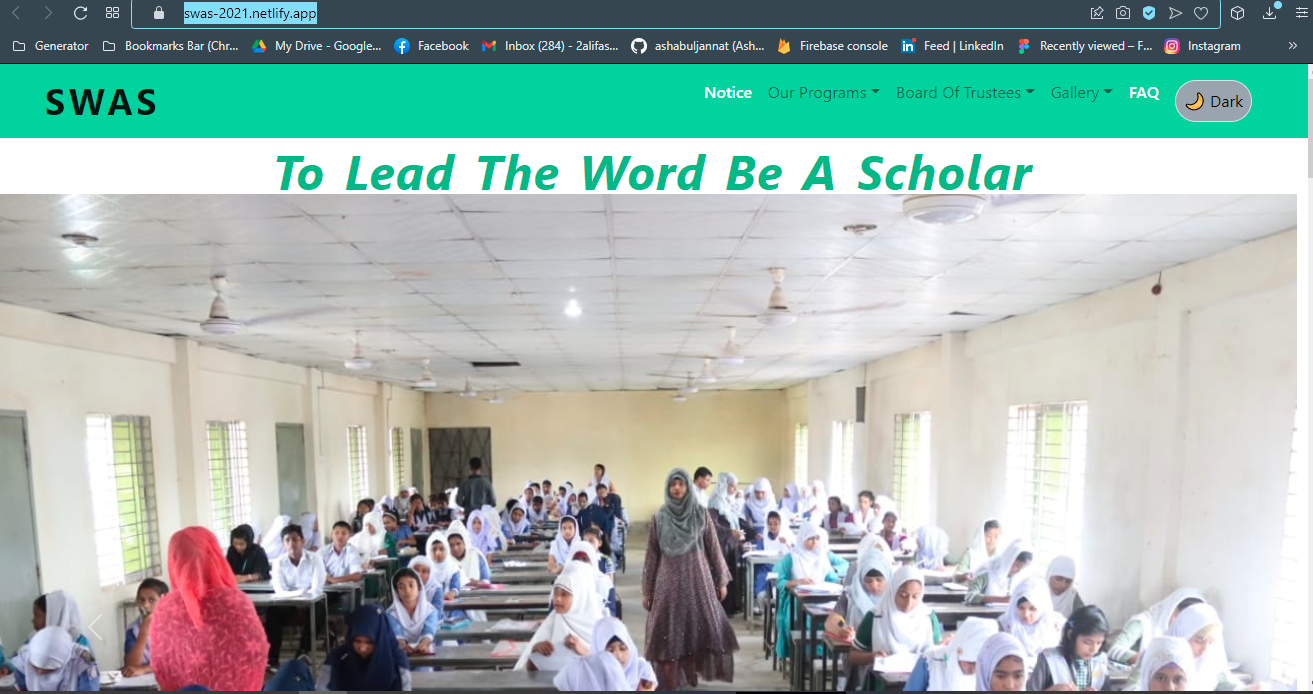 swas-2021.netlify.app
Generator Bookmarks Bar (Chr... My Drive - Google... Facebook Inbox (284) - 2alifas... ashabuljannat (Ash... Firebase console Feed | LinkedIn Recently viewed – F... Instagram »
SWAS Notice Our Programs Board Of Trustees Gallery FAQ 🌙 Dark
To Lead The Word Be A Scholar